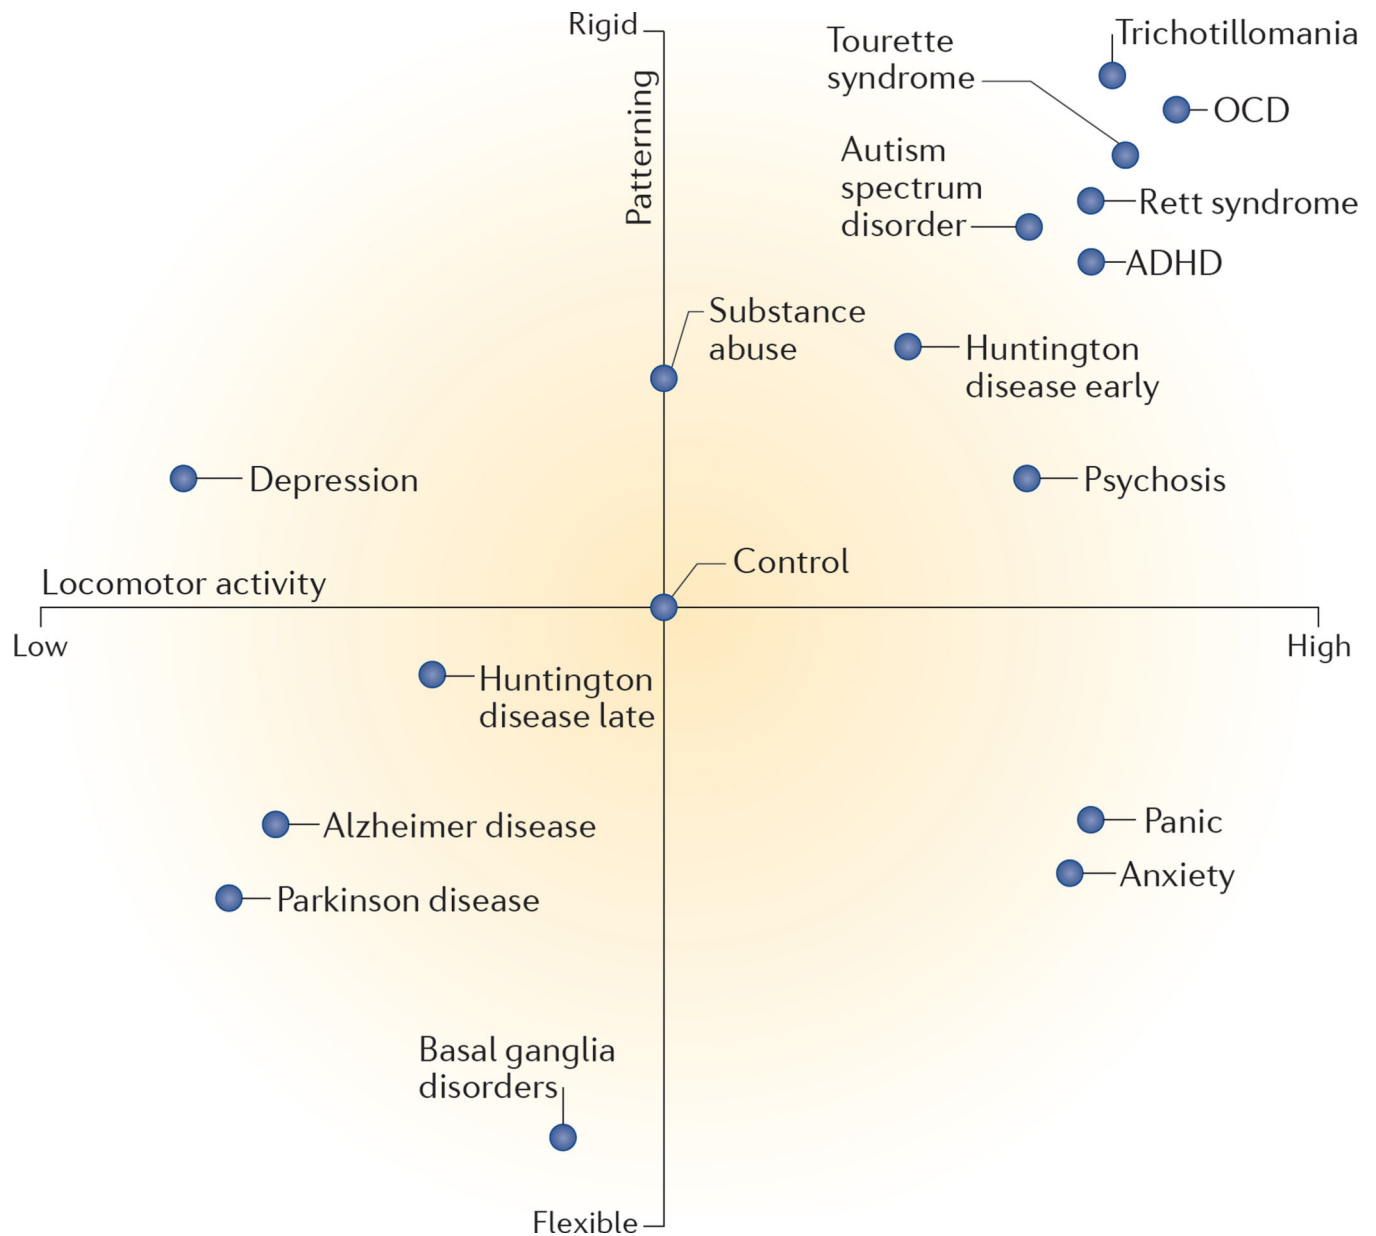 Rigid
Patterning
Trichotillomania
Tourette
syndrome
OCD
Autism
spectrum
disorder
Rett syndrome
ADHD
Substance
abuse
Huntington
disease early
Depression
Psychosis
Control
Locomotor activity
Low
High
Huntington
disease late
Alzheimer disease
Panic
Anxiety
Parkinson disease
Basal ganglia
disorders
Flexible